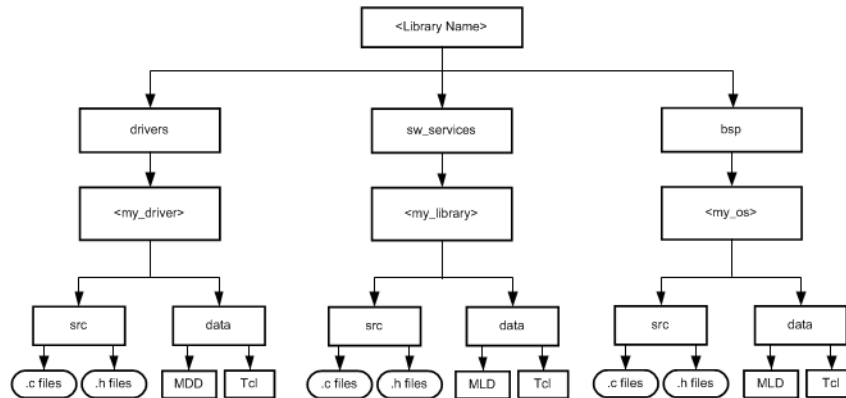 <Library Name>
drivers
sw_services
bsp
<my_driver>
<my_library>
<my_os>
src
data
src
data
src
data
.c files
.h files
MDD
Tcl
.c files
.h files
MLD
Tcl
.c files
.h files
MLD
Tcl